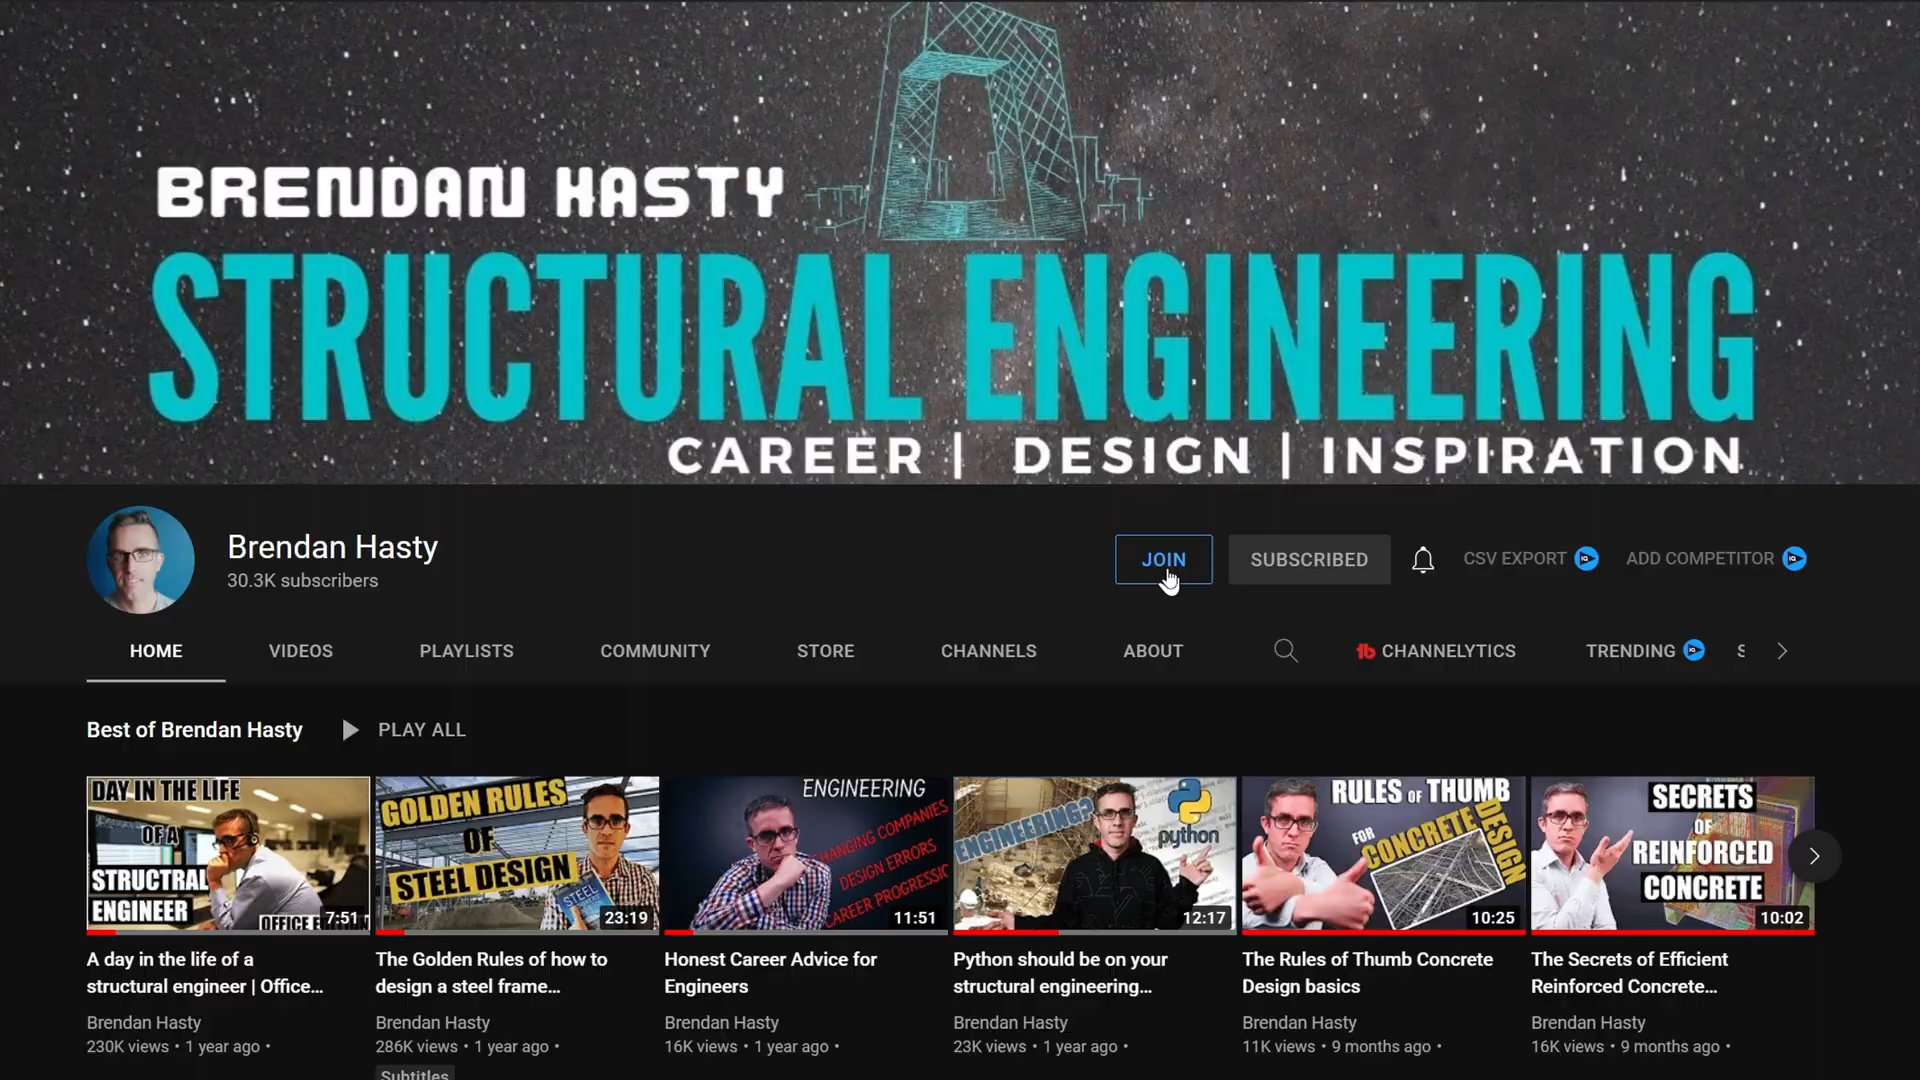 BRENDAN HASTY
STRUCTURAL ENGINEERING
CAREER | DESIGN | INSPIRATION
Brendan Hasty
30.3K subscribers
JOIN
SUBSCRIBED
CSV EXPORT
ADD COMPETITOR
HOME
VIDEOS
PLAYLISTS
COMMUNITY
STORE
CHANNELS
ABOUT
CHANNELYTICS
TRENDING
Best of Brendan Hasty
PLAY ALL
DAY IN THE LIFE
OF A
STRUCTRAL
ENGINEER
7:51
A day in the life of a
structural engineer | Office...
Brendan Hasty
230K views • 1 year ago •
GOLDEN RULES
OF
STEEL DESIGN
STEEL
23:19
The Golden Rules of how to
design a steel frame...
Brendan Hasty
286K views • 1 year ago •
Subtitles
ENGINEERING
CHANGING COMPANIES
DESIGN ERRORS
11:51
Honest Career Advice for
Engineers
Brendan Hasty
16K views • 1 year ago •
ENGINEERING?
python
12:17
Python should be on your
structural engineering...
Brendan Hasty
23K views • 1 year ago •
RULES OF THUMB
FOR
CONCRETE
DESIGN
10:25
The Rules of Thumb Concrete
Design basics
Brendan Hasty
11K views • 9 months ago •
SECRETS
OF
REINFORCED
CONCRETE
10:02
The Secrets of Efficient
Reinforced Concrete...
Brendan Hasty
16K views • 9 months ago •